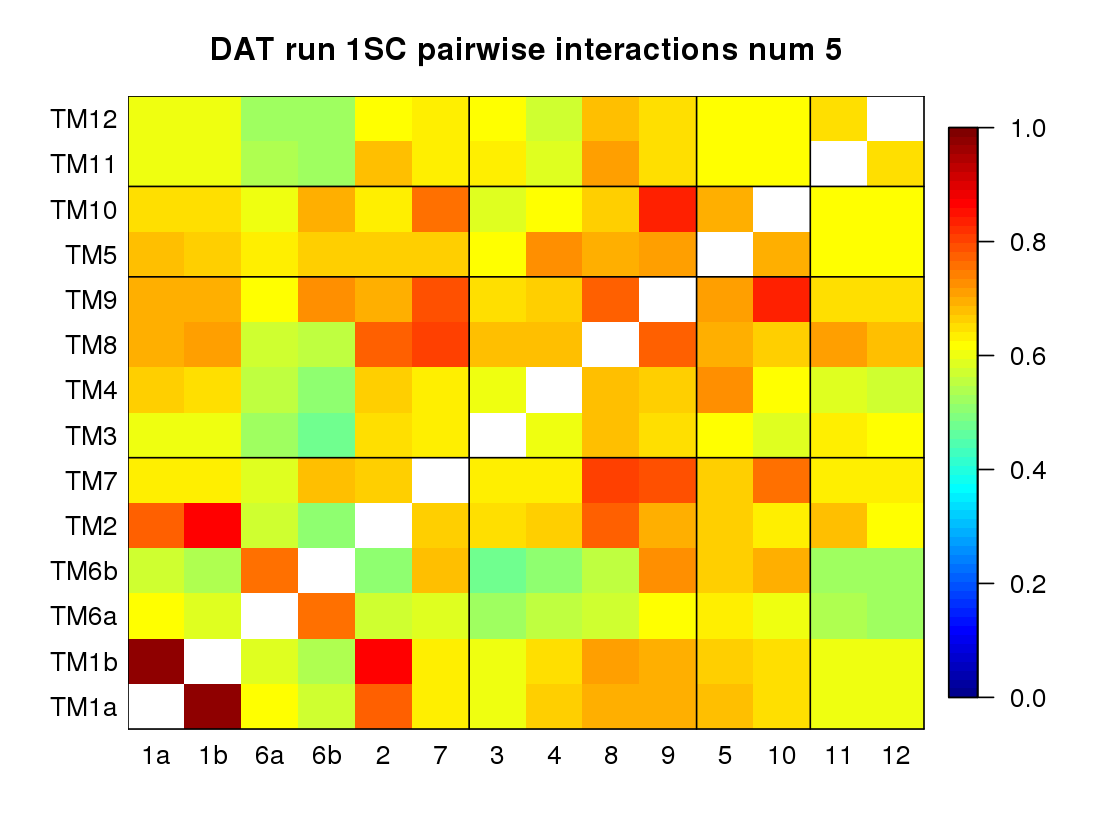 DAT run 1SC pairwise interactions num 5
TM12
TM11
TM10
TM5
TM9
TM8
TM4
TM3
TM7
TM2
TM6b
TM6a
TM1b
TM1a
1a 1b 6a 6b 2 7 3 4 8 9 5 10 11 12
1.0
0.8
0.6
0.4
0.2
0.0